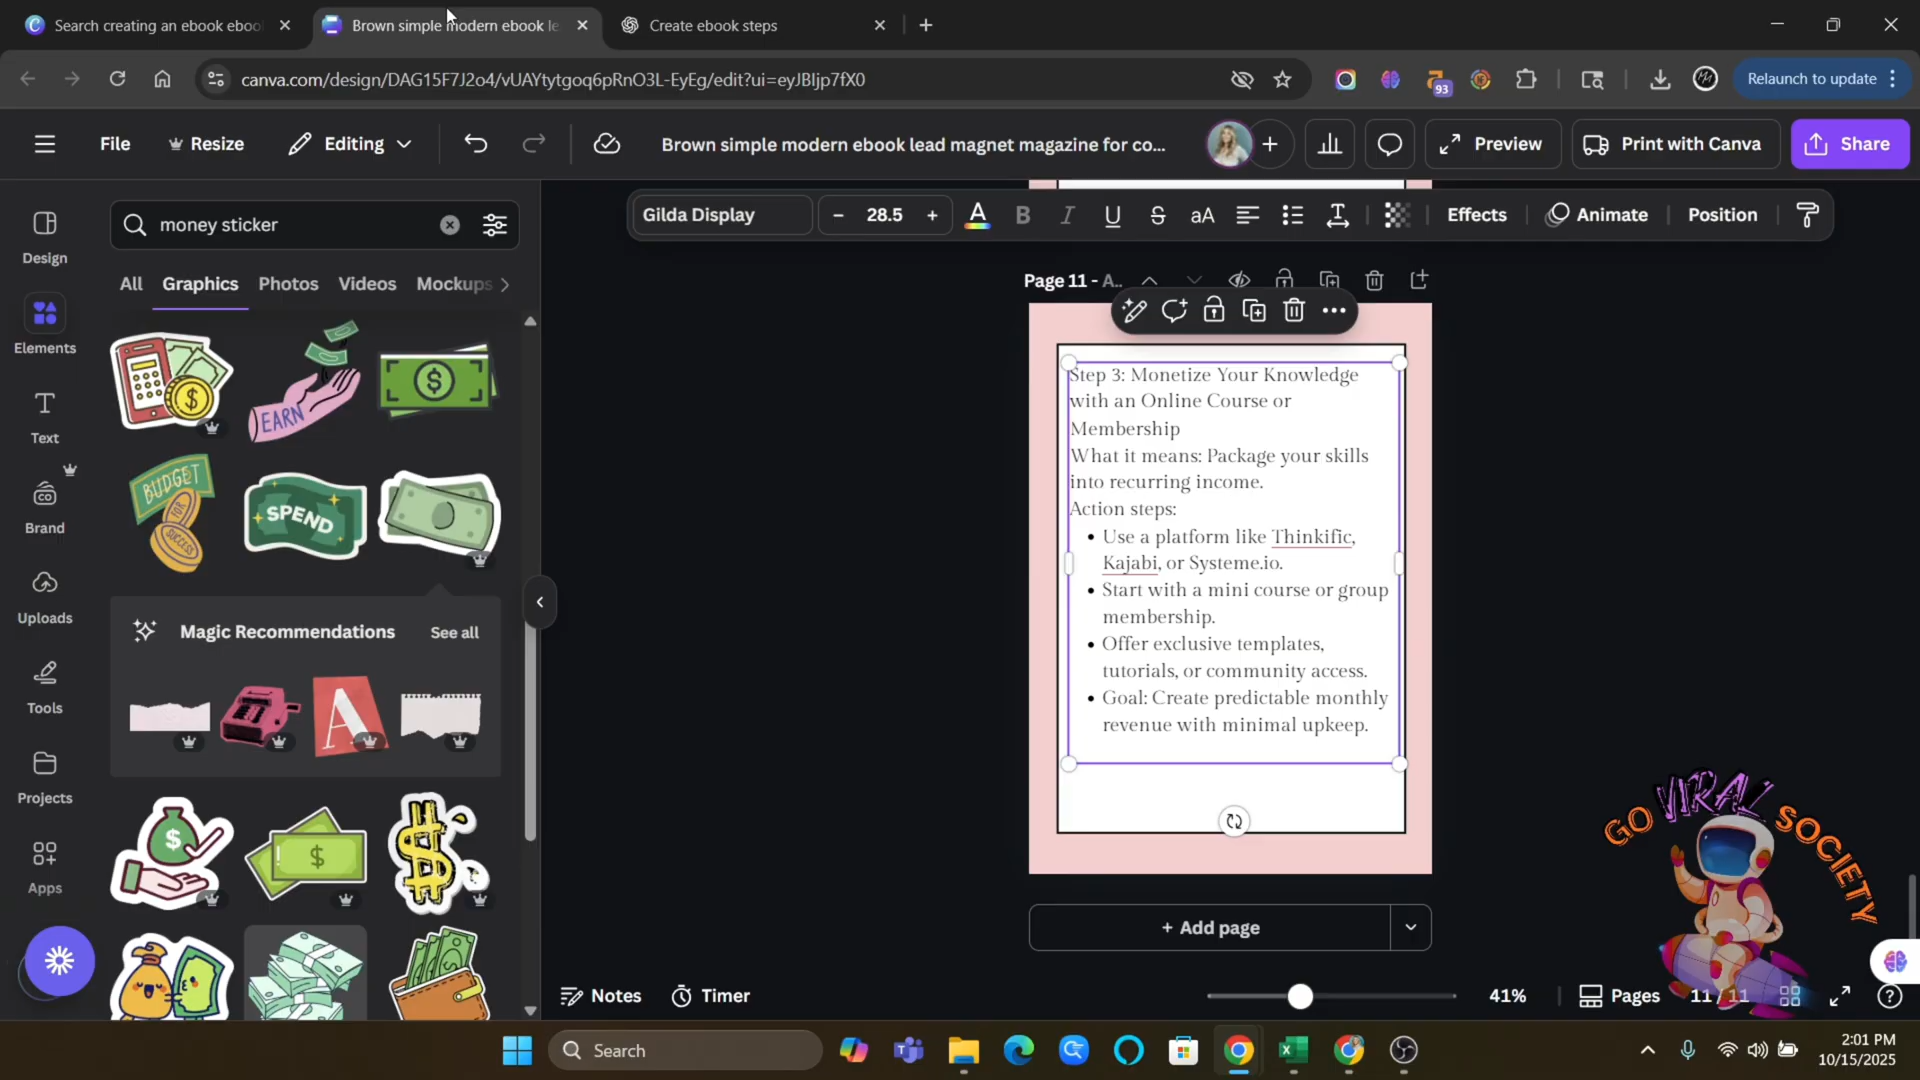 Search creating an ebook eboo
Brown simple modern ebook le
Create ebook steps
canva.com/design/DAG15F7J2o4/vUAYtytgoq6pRnO3L-EyEg/edit?ui=eyJBIjp7fX0
93
Relaunch to update
File
Resize
Editing
Brown simple modern ebook lead magnet magazine for co...
Preview
Print with Canva
Share
Design
Elements
Text
Brand
Uploads
Tools
Projects
Apps
money sticker
All
Graphics
Photos
Videos
Mockups
EARN
BUDGET
FOR
SUCCESS
SPEND
Magic Recommendations
See all
A
Gilda Display
28.5
Effects
Animate
Position
Page 11 - A..
Step 3: Monetize Your Knowledge
with an Online Course or
Membership
What it means: Package your skills
into recurring income.
Action steps:
Use a platform like Thinkific,
Kajabi, or Systeme.io.
Start with a mini course or group
membership.
Offer exclusive templates,
tutorials, or community access.
Goal: Create predictable monthly
revenue with minimal upkeep.
+ Add page
GO VIRAL SOCIETY
Notes
Timer
41%
Pages
11 / 11
Search
2:01 PM
10/15/2025